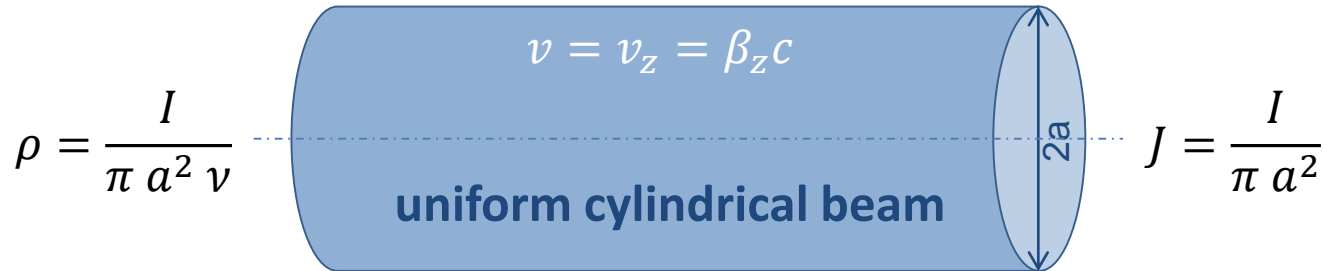 v = v_z = β_z c
ρ = I / (π a² ν)
2a
J = I / (π a²)
uniform cylindrical beam